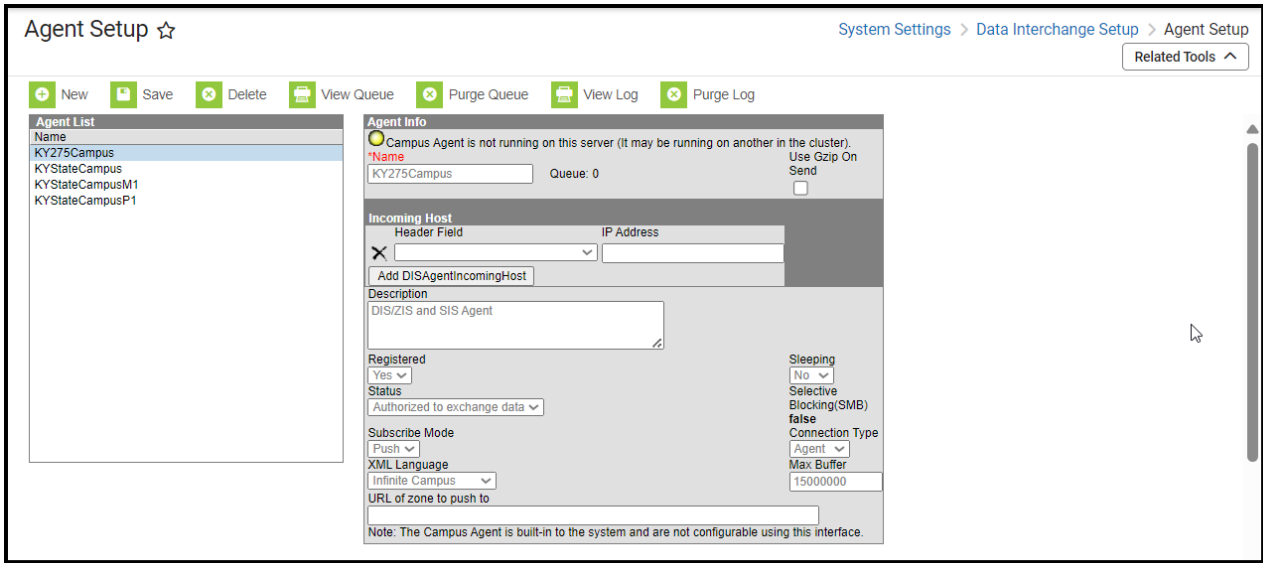 Agent Setup
System Settings > Data Interchange Setup > Agent Setup
Related Tools
New Save Delete View Queue Purge Queue View Log Purge Log
Agent List
Name
KY275Campus
KYStateCampus
KYStateCampusM1
KYStateCampusP1
Agent Info
Campus Agent is not running on this server (It may be running on another in the cluster).
*Name
KY275Campus
Queue: 0
Use Gzip On
Send
Incoming Host
Header Field IP Address
Add DISAgentIncomingHost
Description
DIS/ZIS and SIS Agent
Registered
Yes
Sleeping
No
Status
Authorized to exchange data
Selective
Blocking(SMB)
false
Subscribe Mode
Push
Connection Type
Agent
XML Language
Infinite Campus
Max Buffer
15000000
URL of zone to push to
Note: The Campus Agent is built-in to the system and are not configurable using this interface.